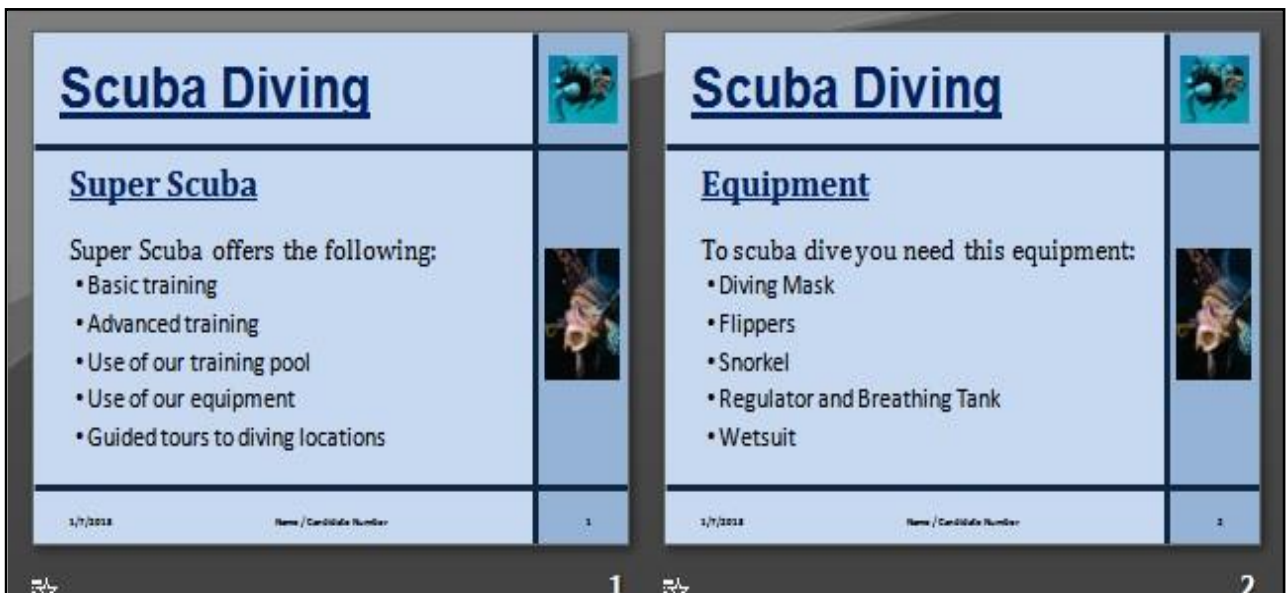 Scuba Diving
Super Scuba
Super Scuba offers the following:
• Basic training
• Advanced training
• Use of our training pool
• Use of our equipment
• Guided tours to diving locations
1/7/2018 Name / Candidate Number 1
1
Scuba Diving
Equipment
To scuba dive you need this equipment:
• Diving Mask
• Flippers
• Snorkel
• Regulator and Breathing Tank
• Wetsuit
1/7/2018 Name / Candidate Number 2
2